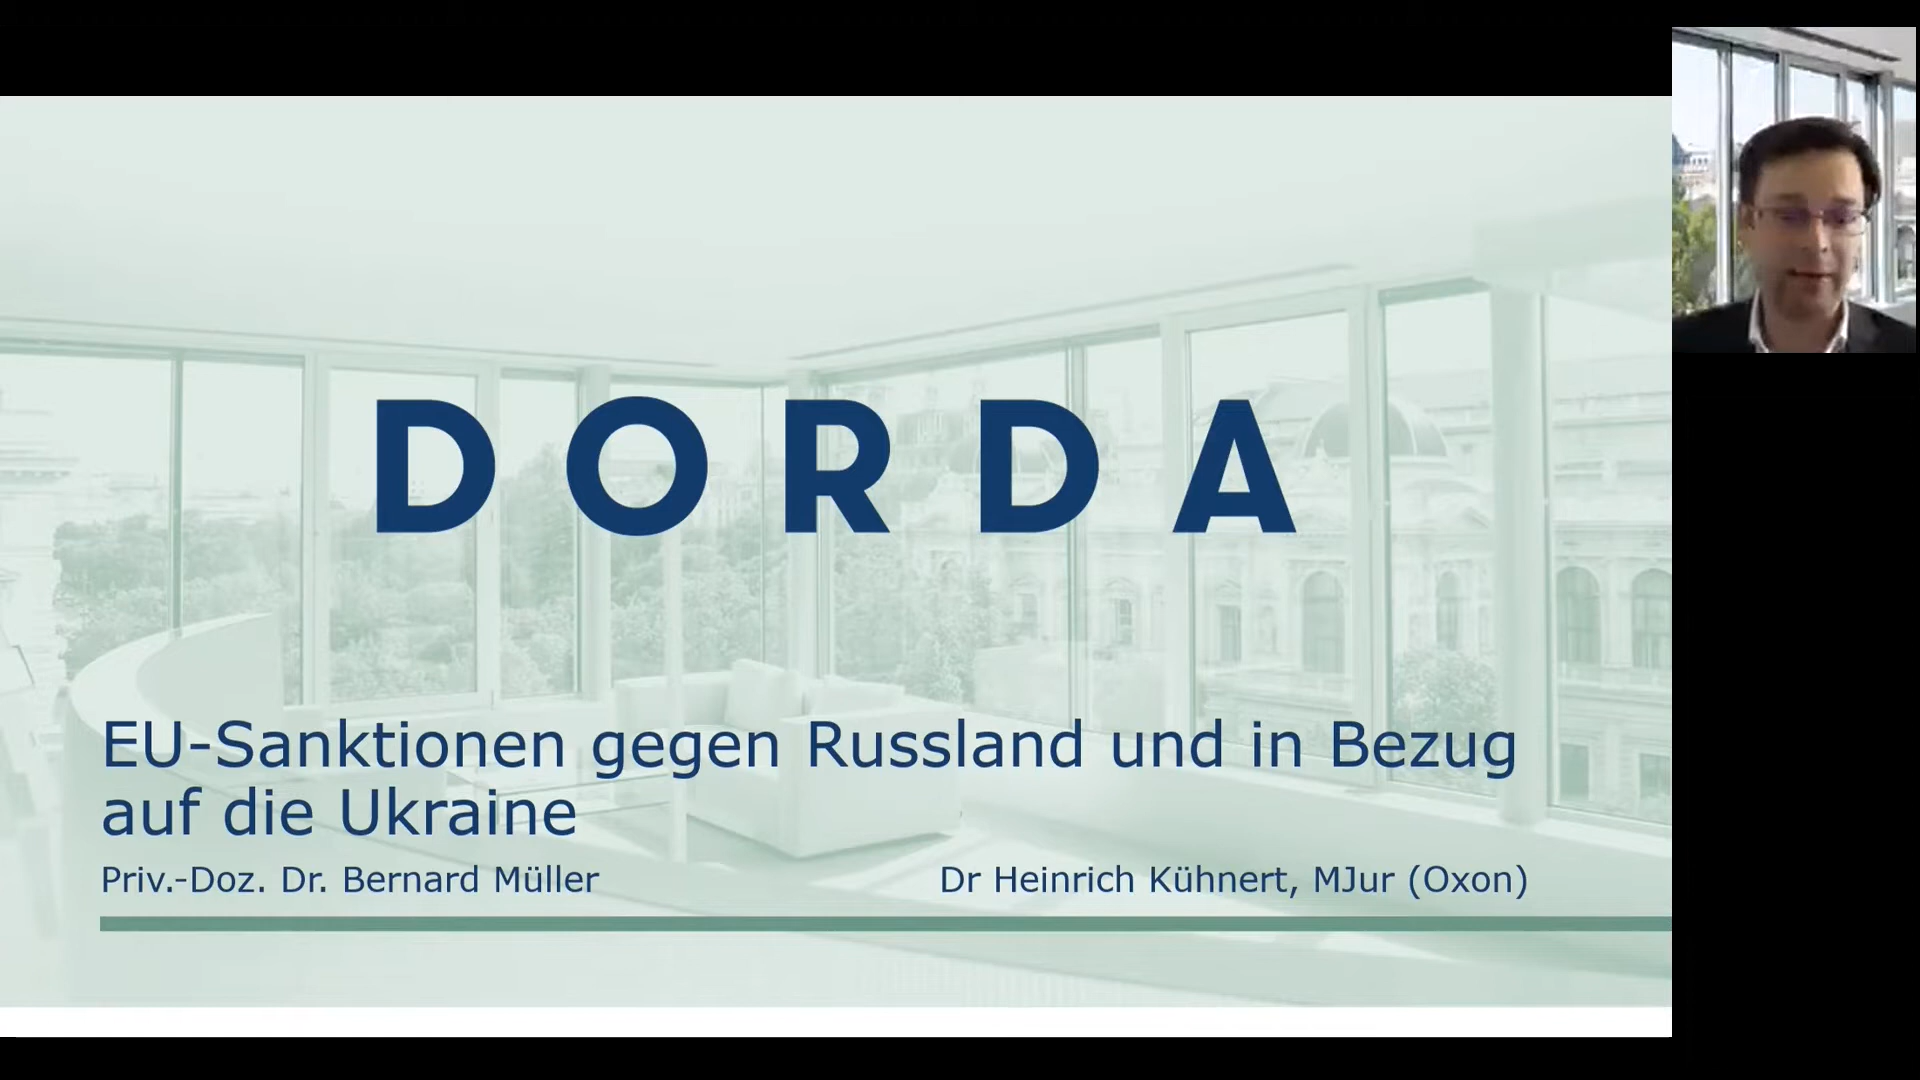 DORDA
EU-Sanktionen gegen Russland und in Bezug
auf die Ukraine
Priv.-Doz. Dr. Bernard Müller
Dr Heinrich Kühnert, MJur (Oxon)